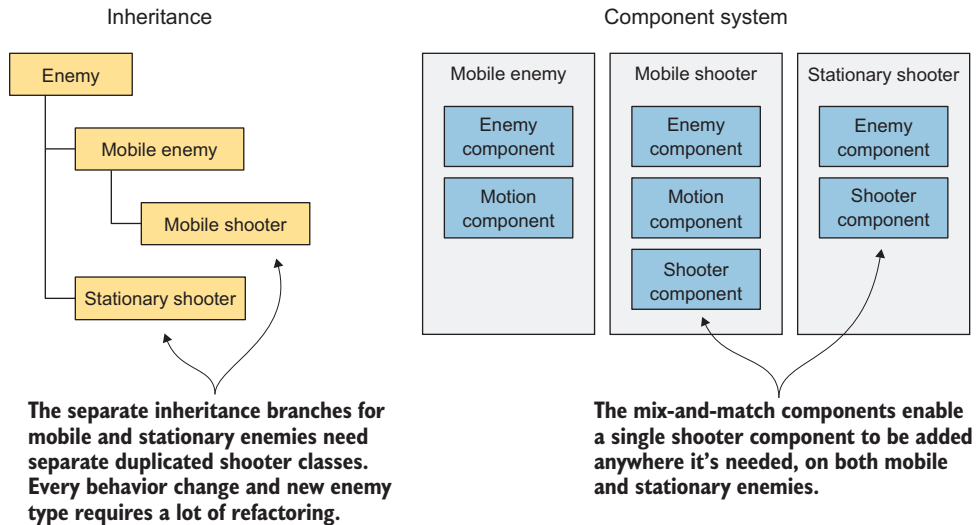 Inheritance
Enemy
Mobile enemy
Mobile shooter
Stationary shooter
The separate inheritance branches for
mobile and stationary enemies need
separate duplicated shooter classes.
Every behavior change and new enemy
type requires a lot of refactoring.
Component system
Mobile enemy
Enemy
component
Motion
component
Mobile shooter
Enemy
component
Motion
component
Shooter
component
Stationary shooter
Enemy
component
Shooter
component
The mix-and-match components enable
a single shooter component to be added
anywhere it's needed, on both mobile
and stationary enemies.